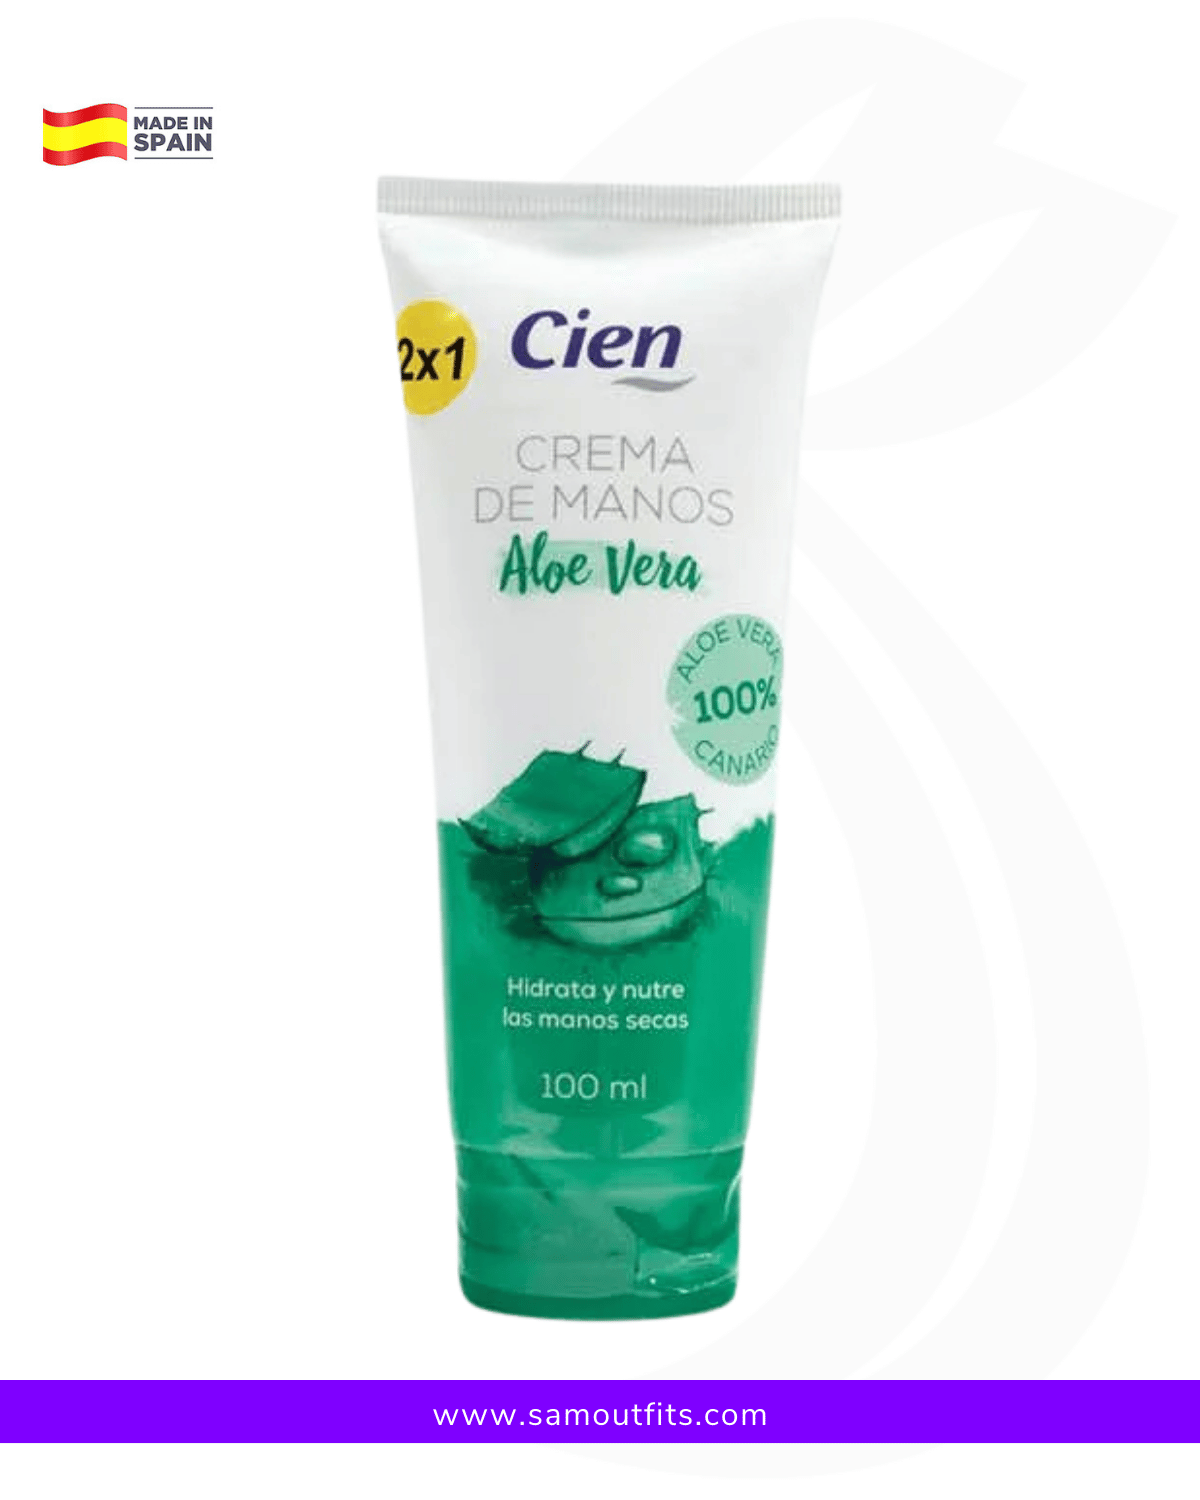 MADE IN
SPAIN
2x1
Cien
CREMA
DE MANOS
Aloe Vera
ALOE VERA
100%
CANARIO
Hidrata y nutre
las manos secas
100 ml
www.samoutfits.com